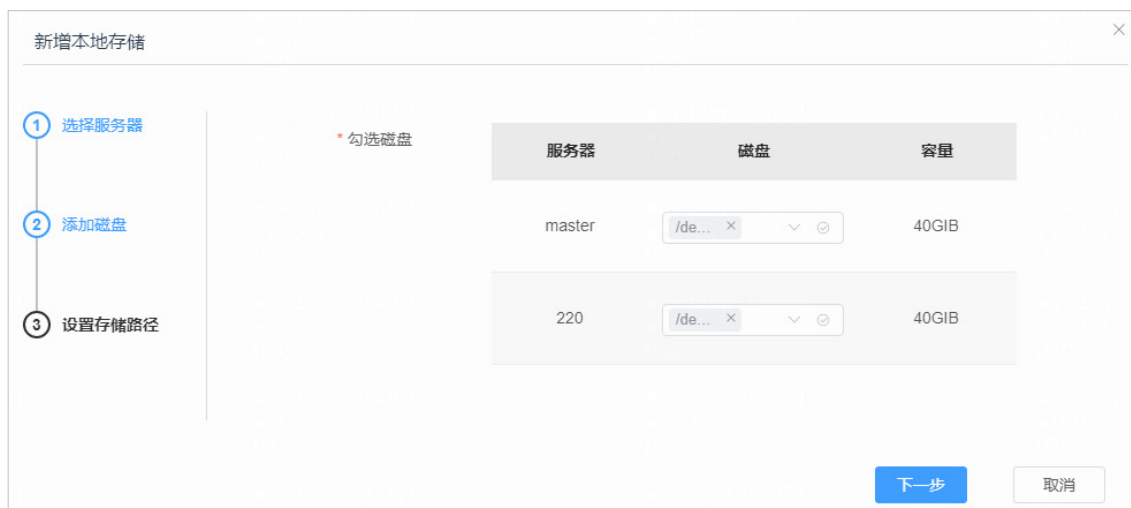 新增本地存储
1 选择服务器
* 勾选磁盘
服务器 磁盘 容量
2 添加磁盘
master /de... × 40GIB
3 设置存储路径
220 /de... × 40GIB
下一步 取消